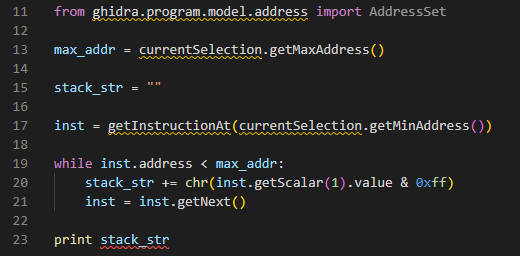 11 from ghidra.program.model.address import AddressSet
12
13 max_addr = currentSelection.getMaxAddress()
14
15 stack_str = ""
16
17 inst = getInstructionAt(currentSelection.getMinAddress())
18
19 while inst.address < max_addr:
20     stack_str += chr(inst.getScalar(1).value & 0xff)
21     inst = inst.getNext()
22
23 print stack_str